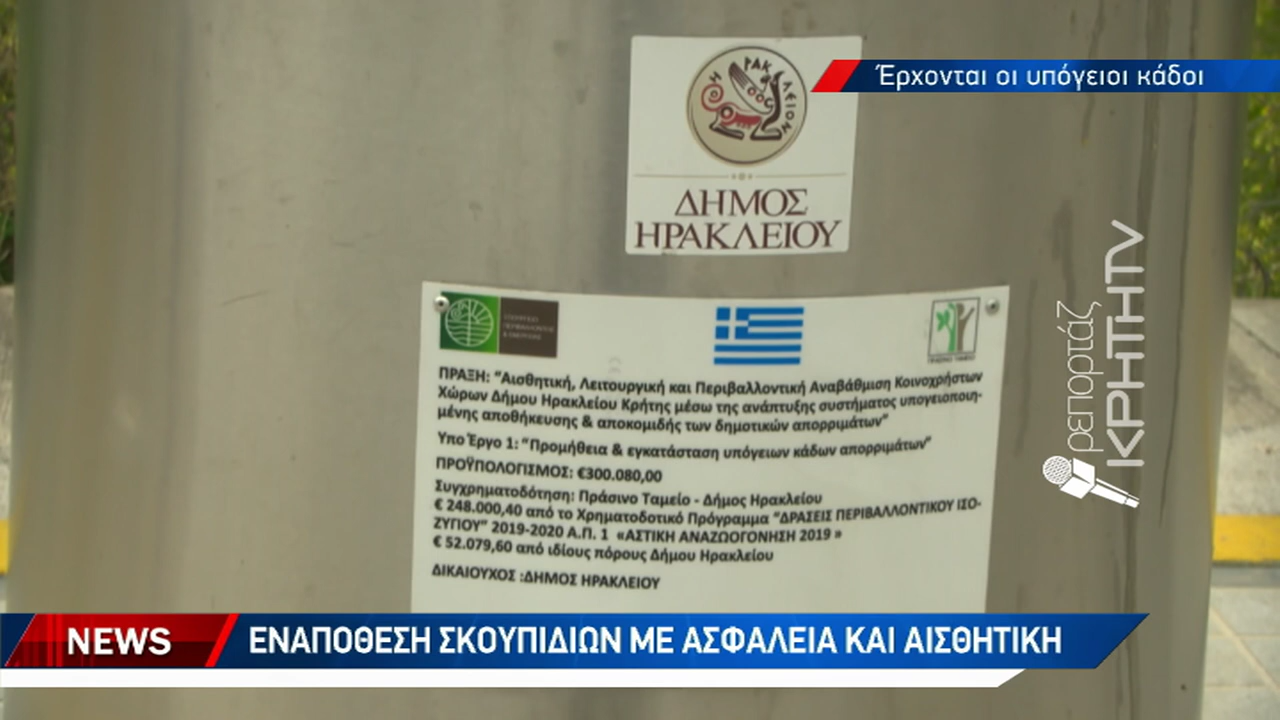 Έρχονται οι υπόγειοι κάδοι
ΗΡΑΚΛΕΙΟΝ
ΔΗΜΟΣ
ΗΡΑΚΛΕΙΟΥ
ρεπορτάζ
ΚΡΗΤΗTV
ΠΡΑΞΗ: “Αισθητική, Λειτουργική και Περιβαλλοντική Αναβάθμιση Κοινοχρήστων
Χώρων Δήμου Ηρακλείου Κρήτης μέσω της ανάπτυξης συστήματος υπογειοποιη-
μένης αποθήκευσης & αποκομιδής των δημοτικών απορριμάτων”
Υπο Έργο 1: “Προμήθεια & εγκατάσταση υπόγειων κάδων απορριμάτων”
ΠΡΟΫΠΟΛΟΓΙΣΜΟΣ: €300.080,00
Συγχρηματοδότηση: Πράσινο Ταμείο - Δήμος Ηρακλείου
€ 248.000,40 από το Χρηματοδοτικό Πρόγραμμα “ΔΡΑΣΕΙΣ ΠΕΡΙΒΑΛΛΟΝΤΙΚΟΥ ΙΣΟ-
ΖΥΓΙΟΥ” 2019-2020 Α.Π. 1 «ΑΣΤΙΚΗ ΑΝΑΖΩΟΓΟΝΗΣΗ 2019 »
€ 52.079,60 από ιδίους πόρους Δήμου Ηρακλείου
ΔΙΚΑΙΟΥΧΟΣ :ΔΗΜΟΣ ΗΡΑΚΛΕΙΟΥ
NEWS
ΕΝΑΠΟΘΕΣΗ ΣΚΟΥΠΙΔΙΩΝ ΜΕ ΑΣΦΑΛΕΙΑ ΚΑΙ ΑΙΣΘΗΤΙΚΗ